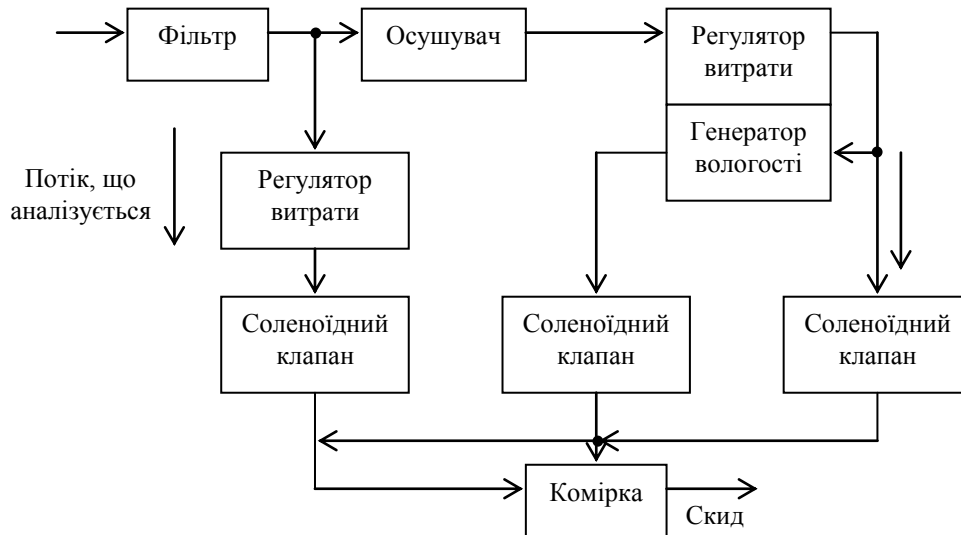 Фільтр
Осушувач
Регулятор
витрати
Генератор
вологості
Потік, що
аналізується
Регулятор
витрати
Соленоїдний
клапан
Соленоїдний
клапан
Соленоїдний
клапан
Комірка
Скид